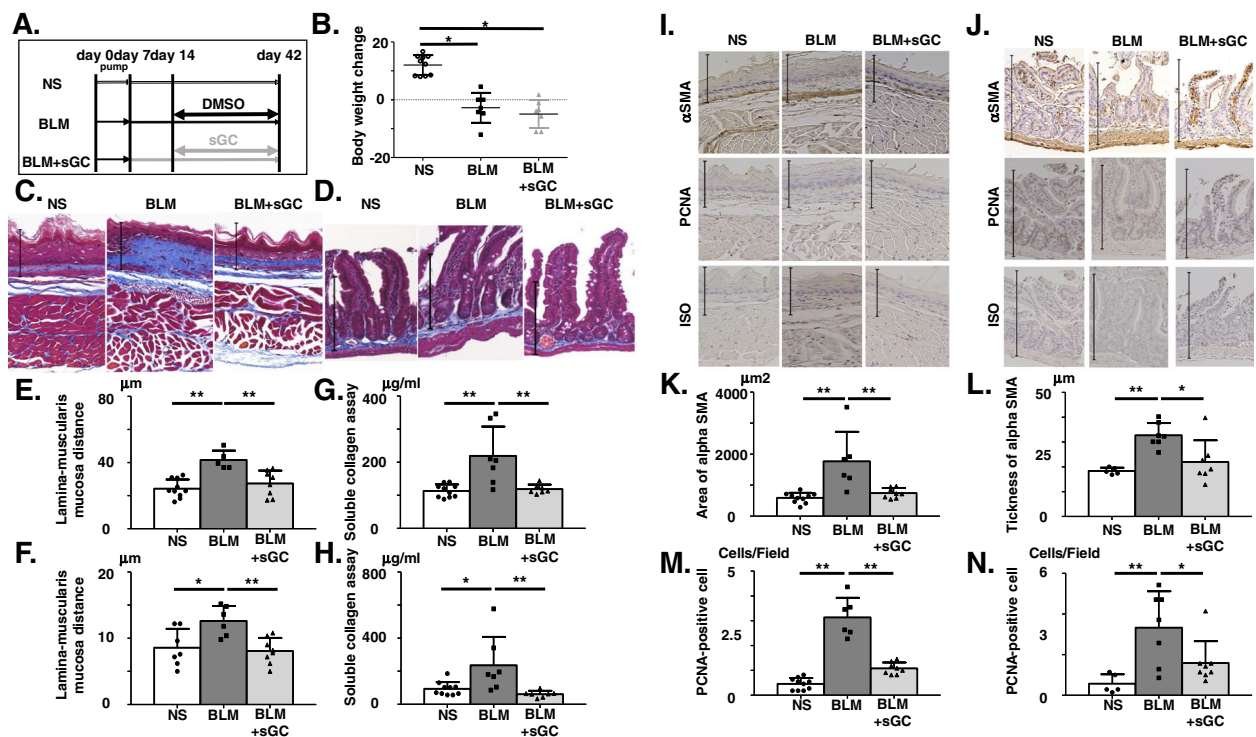 A.
day 0 day 7 day 14 day 42
pump
NS
DMSO
BLM
sGC
BLM+sGC
B.
Body weight change
20
0
-20
*
*
NS
BLM
BLM
+sGC
C.
NS
BLM
BLM+sGC
D.
NS
BLM
BLM+sGC
E.
μm
Lamina-muscularis
mucosa distance
80
40
0
**
**
NS
BLM
BLM
+sGC
G.
μg/ml
Soluble collagen assay
400
200
100
0
**
**
NS
BLM
BLM
+sGC
F.
μm
Lamina-muscularis
mucosa distance
20
10
0
*
**
NS
BLM
BLM
+sGC
H.
μg/ml
Soluble collagen assay
800
400
0
*
**
NS
BLM
BLM
+sGC
I.
NS
BLM
BLM+sGC
αSMA
PCNA
ISO
J.
NS
BLM
BLM+sGC
αSMA
PCNA
ISO
K.
μm2
Area of alpha SMA
4000
2000
0
**
**
NS
BLM
BLM
+sGC
L.
μm
Tickness of alpha SMA
50
25
0
**
*
NS
BLM
BLM
+sGC
M.
Cells/Field
PCNA-positive cell
5
2.5
0
**
**
NS
BLM
BLM
+sGC
N.
Cells/Field
PCNA-positive cell
6
3
0
**
*
NS
BLM
BLM
+sGC